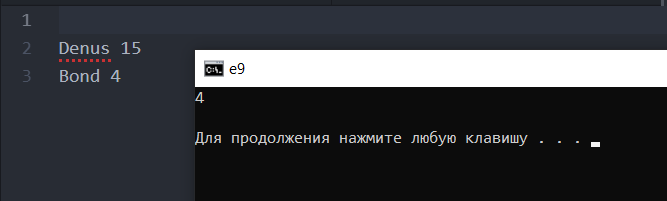 1
2 Denus 15
3 Bond 4
C:\. e9
4
Для продолжения нажмите любую клавишу . . .